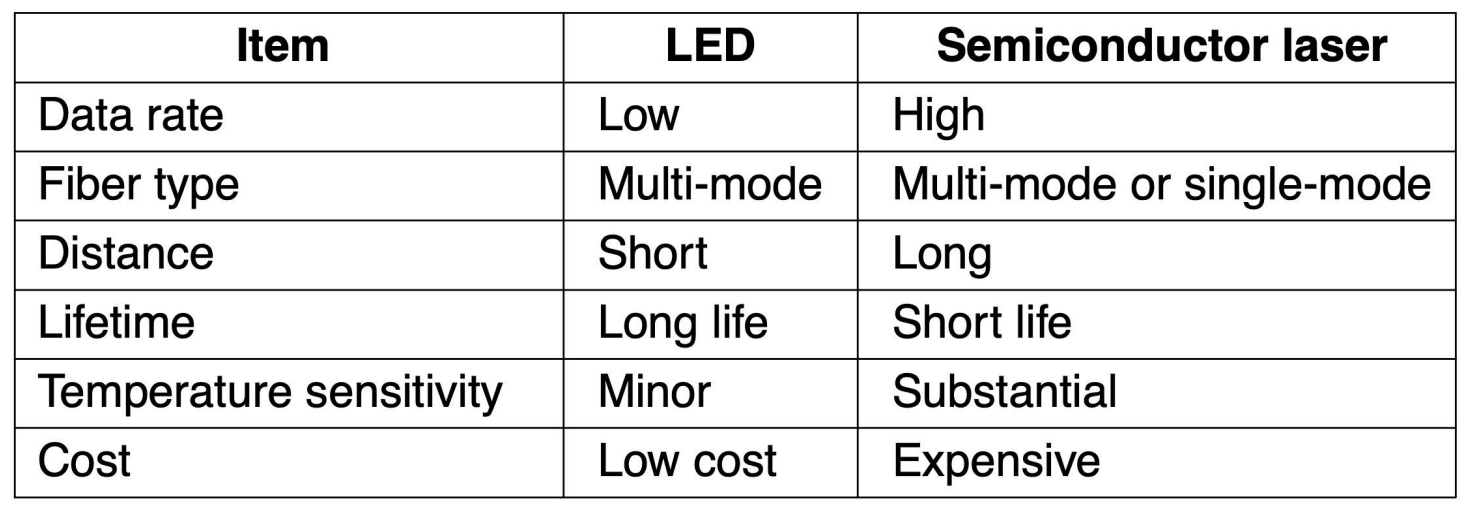 Item LED Semiconductor laser
Data rate Low High
Fiber type Multi-mode Multi-mode or single-mode
Distance Short Long
Lifetime Long life Short life
Temperature sensitivity Minor Substantial
Cost Low cost Expensive